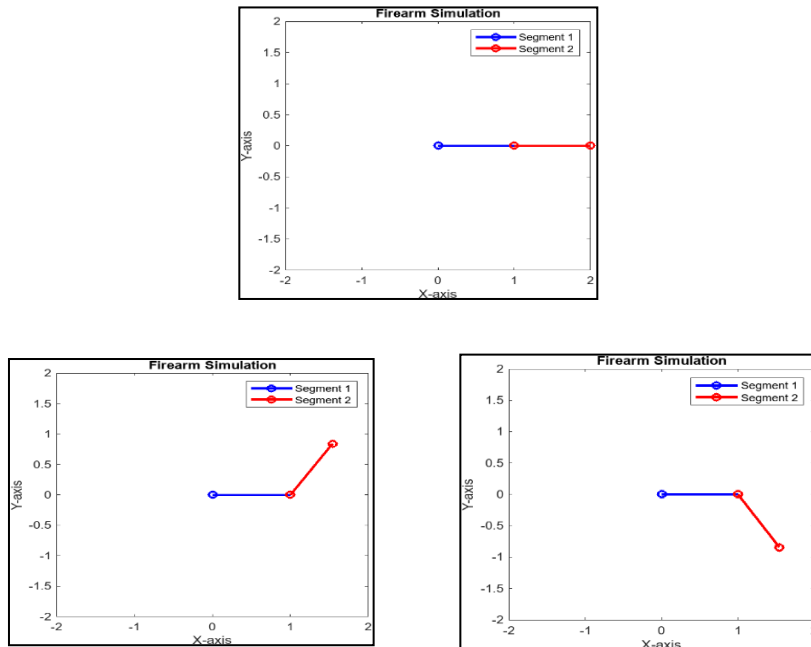 Firearm Simulation
2
1.5
1
0.5
0
-0.5
-1
-1.5
-2
Y-axis
Segment 1
Segment 2
-2 -1 0 1 2
X-axis
Firearm Simulation
2
1.5
1
0.5
0
-0.5
-1
-1.5
-2
Y-axis
Segment 1
Segment 2
-2 -1 0 1 2
X-axis
Firearm Simulation
2
1.5
1
0.5
0
-0.5
-1
-1.5
-2
Y-axis
Segment 1
Segment 2
-2 -1 0 1
X-axis